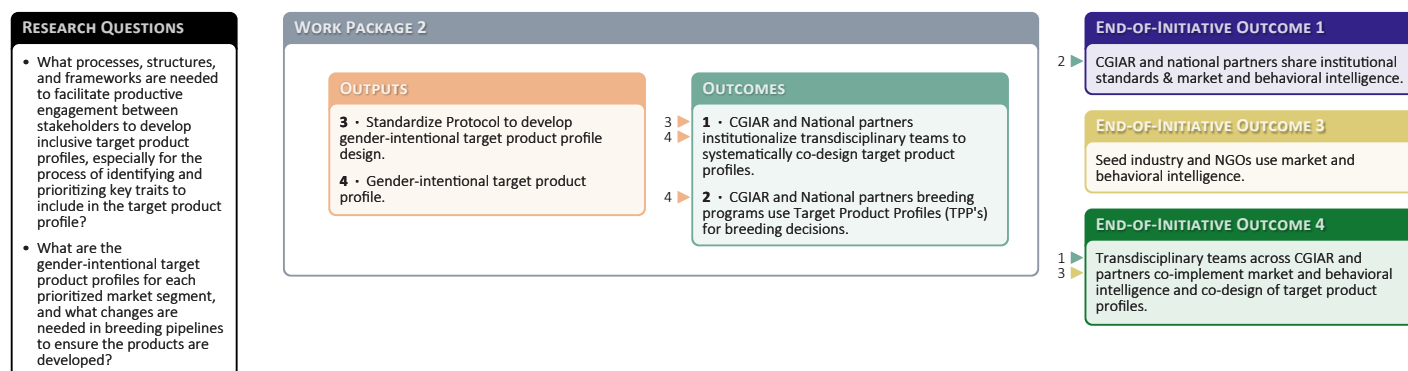 RESEARCH QUESTIONS
• What processes, structures,
and frameworks are needed
to facilitate productive
engagement between
stakeholders to develop
inclusive target product
profiles, especially for the
process of identifying and
prioritizing key traits to
include in the target product
profile?
• What are the
gender-intentional target
product profiles for each
prioritized market segment,
and what changes are
needed in breeding pipelines
to ensure the products are
developed?
WORK PACKAGE 2
OUTPUTS
3 • Standardize Protocol to develop
gender-intentional target product profile
design.
4 • Gender-intentional target product
profile.
OUTCOMES
3
4
1 • CGIAR and National partners
institutionalize transdisciplinary teams to
systematically co-design target product
profiles.
4
2 • CGIAR and National partners breeding
programs use Target Product Profiles (TPP's)
for breeding decisions.
END-OF-INITIATIVE OUTCOME 1
2
CGIAR and national partners share institutional
standards & market and behavioral intelligence.
END-OF-INITIATIVE OUTCOME 3
Seed industry and NGOs use market and
behavioral intelligence.
END-OF-INITIATIVE OUTCOME 4
1
3
Transdisciplinary teams across CGIAR and
partners co-implement market and behavioral
intelligence and co-design of target product
profiles.